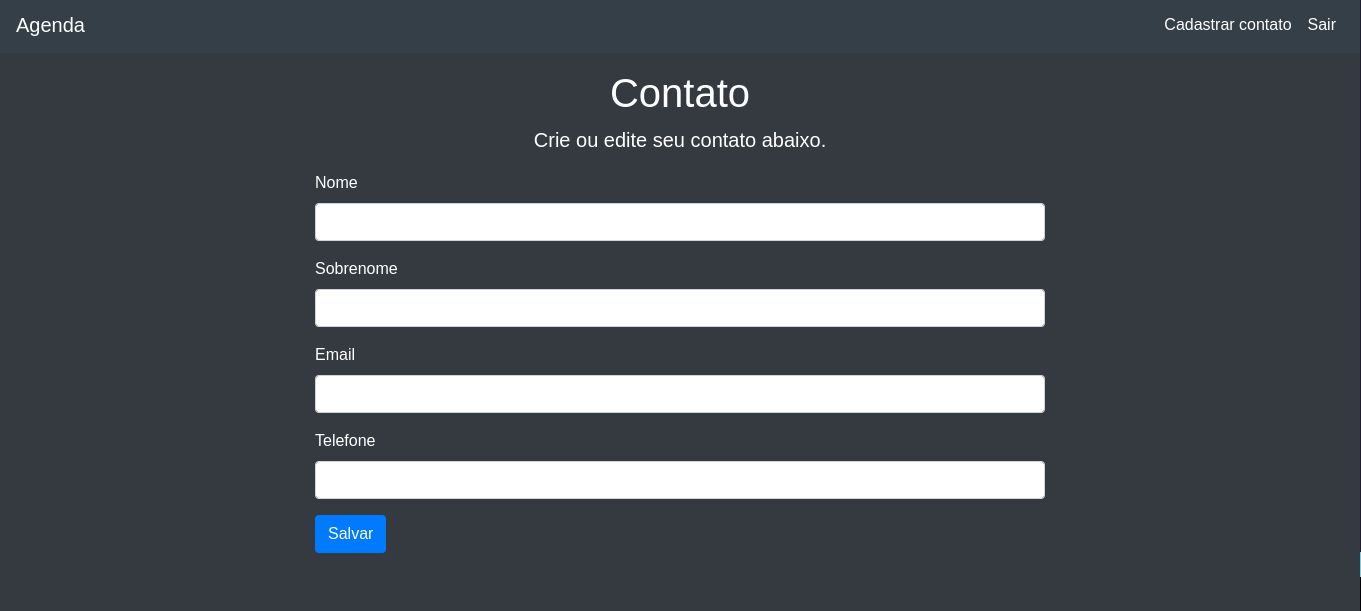 Agenda Cadastrar contato Sair
Contato
Crie ou edite seu contato abaixo.
Nome
Sobrenome
Email
Telefone
Salvar